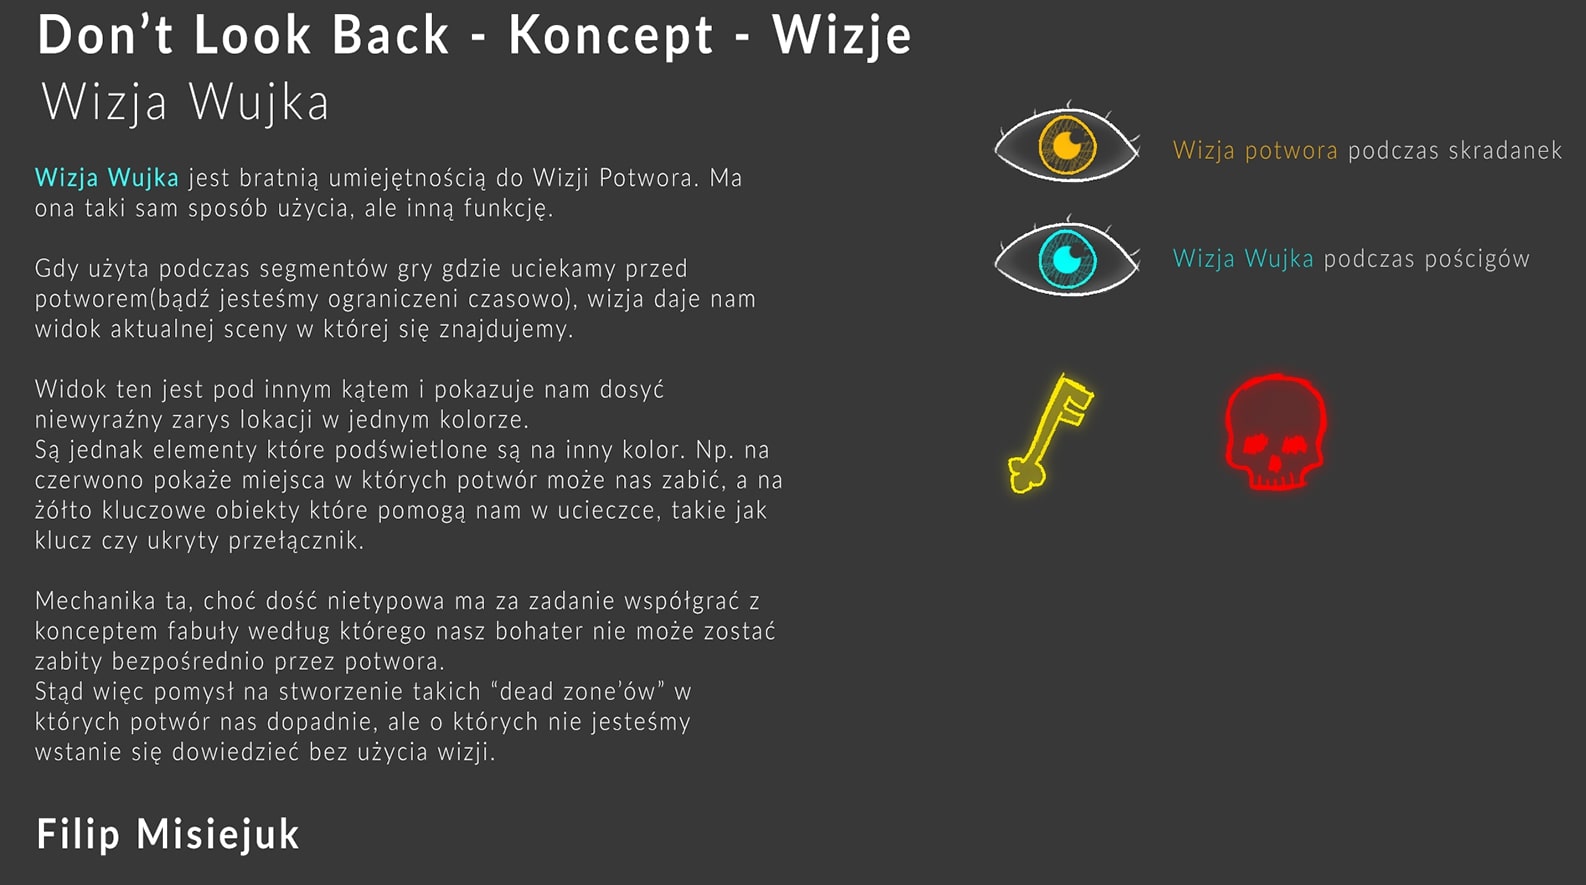 Don’t Look Back - Koncept - Wizje
Wizja Wujka
Wizja Wujka jest bratnią umiejętnością do Wizji Potwora. Ma
ona taki sam sposób użycia, ale inną funkcję.
Gdy użyta podczas segmentów gry gdzie uciekamy przed
potworem(bądź jesteśmy ograniczeni czasowo), wizja daje nam
widok aktualnej sceny w której się znajdujemy.
Widok ten jest pod innym kątem i pokazuje nam dosyć
niewyraźny zarys lokacji w jednym kolorze.
Są jednak elementy które podświetlone są na inny kolor. Np. na
czerwono pokaże miejsca w których potwór może nas zabić, a na
żółto kluczowe obiekty które pomogą nam w ucieczce, takie jak
klucz czy ukryty przełącznik.
Mechanika ta, choć dość nietypowa ma za zadanie współgrać z
konceptem fabuły według którego nasz bohater nie może zostać
zabity bezpośrednio przez potwora.
Stąd więc pomysł na stworzenie takich “dead zone’ów” w
których potwór nas dopadnie, ale o których nie jesteśmy
wstanie się dowiedzieć bez użycia wizji.
Filip Misiejuk
Wizja potwora podczas skradanek
Wizja Wujka podczas pościgów